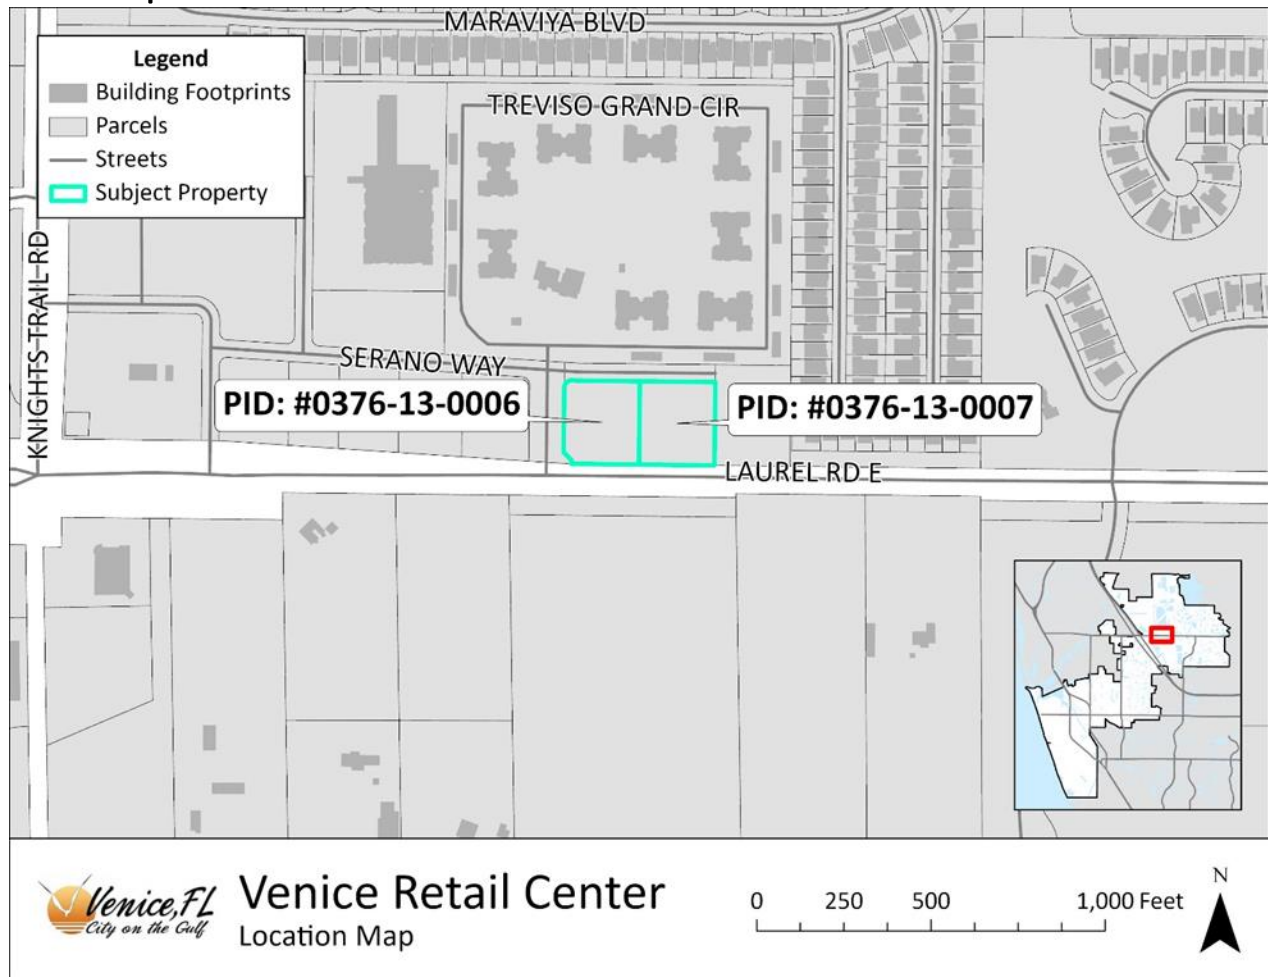 MARAVIYA BLVD
Legend
Building Footprints
Parcels
Streets
Subject Property
TREVISO GRAND CIR
KNIGHTS TRAIL RD
SERANO WAY
PID: #0376-13-0006
PID: #0376-13-0007
LAUREL RD E
Venice, FL
City on the Gulf
Venice Retail Center
Location Map
0 250 500 1,000 Feet
N